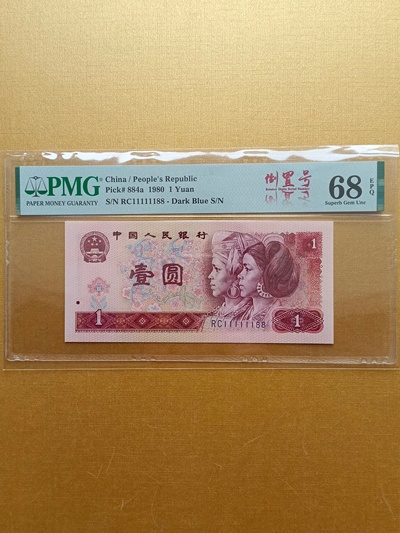 PMG
PAPER MONEY GUARANTY
China / People's Republic
Pick# 884a 1980 1 Yuan
S/N RC11111188 - Dark Blue S/N
倒置号
68
EPQ
Superb Gem Unc
中国人民银行
1
壹圆
RC11111188
1
1